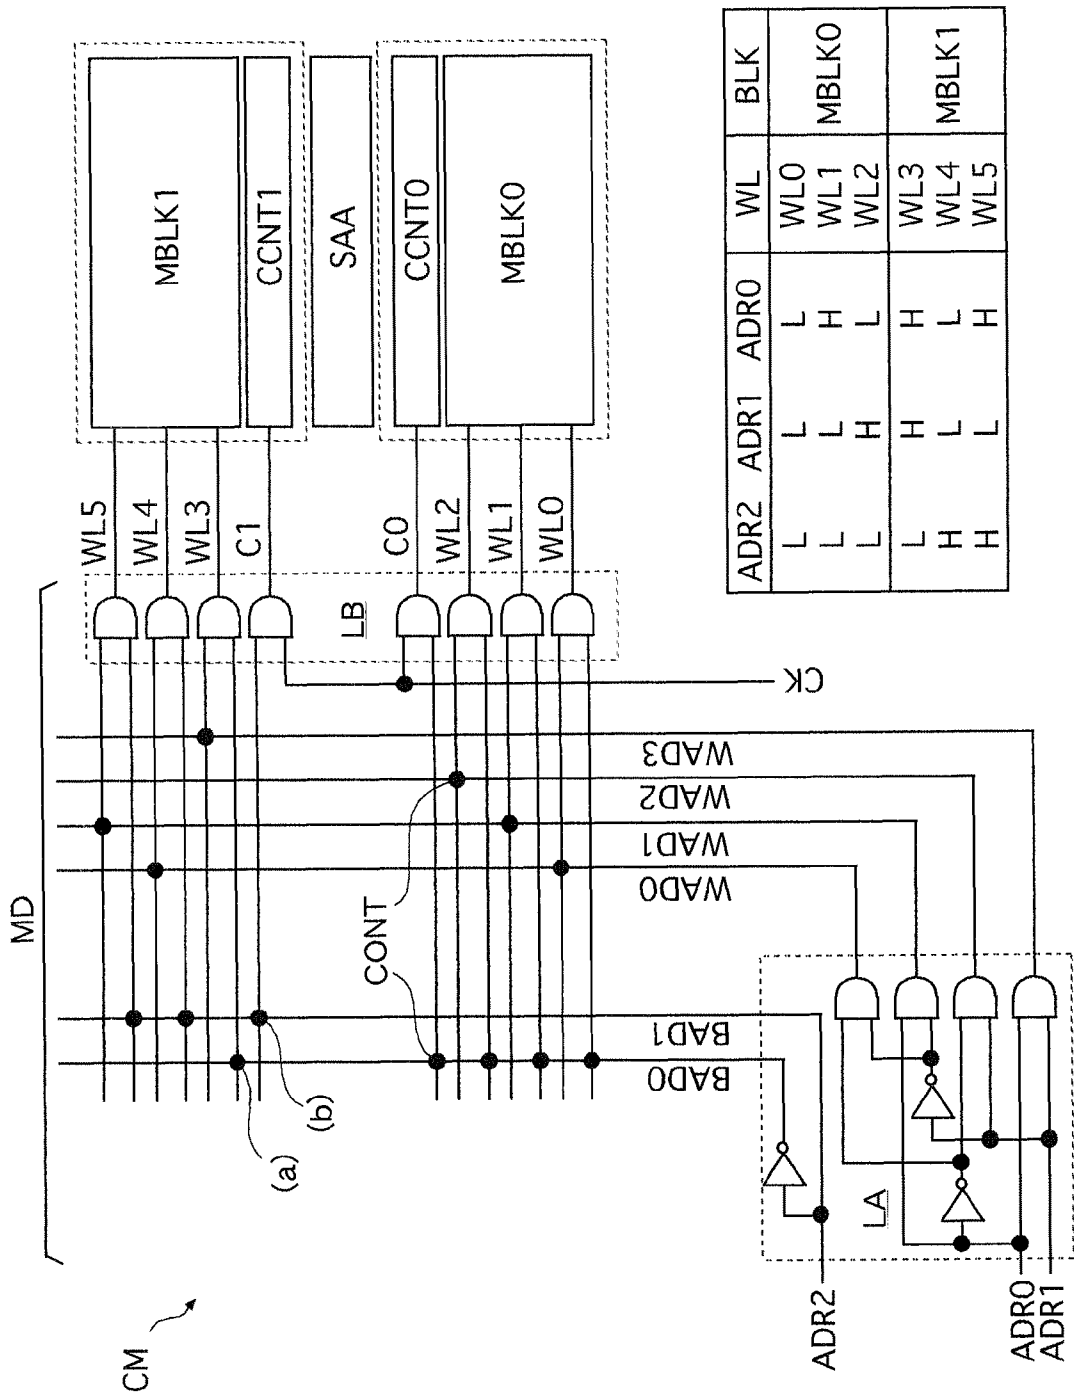 CM
MD
MBLK1
CCNT1
SAA
CCNT0
MBLK0
WL5
WL4
WL3
C1
C0
WL2
WL1
WL0
LB
CK
WAD3
WAD2
WAD1
WAD0
CONT
BAD1
BAD0
(b)
(a)
LA
ADR2
ADR0
ADR1
ADR2 ADR1 ADR0 WL BLK
L L L WL0 MBLK0
L L H WL1
L H L WL2
L H H WL3 MBLK1
H L L WL4
H L H WL5